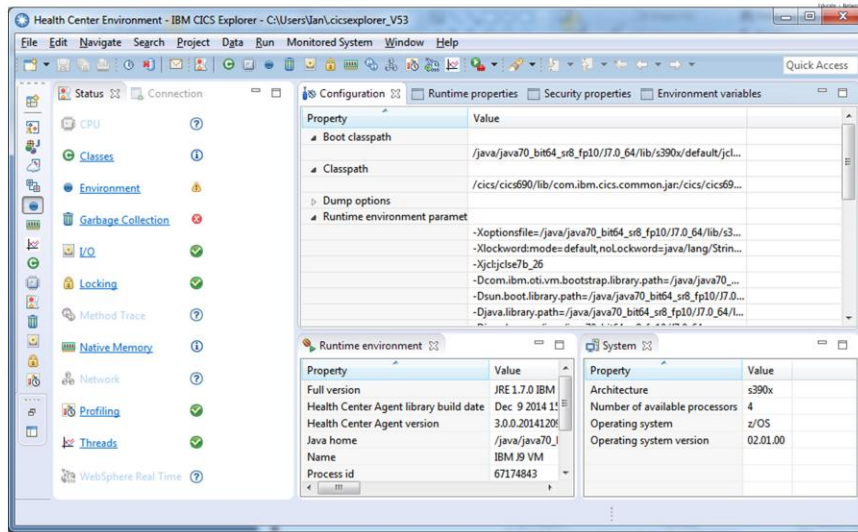 Health Center Environment - IBM CICS Explorer - C:\Users\Ian\.cicsexplorer_V53
File Edit Navigate Search Project Data Run Monitored System Window Help
Quick Access
Status Connection
CPU
Classes
Environment
Garbage Collection
I/O
Locking
Method Trace
Native Memory
Network
Profiling
Threads
WebSphere Real Time
Configuration Runtime properties Security properties Environment variables
Property Value
Boot classpath
/java/java70_bit64_sr8_fp10/J7.0_64/lib/s390x/default/jcl...
Classpath
/cics/cics690/lib/com.ibm.cics.common.jar:/cics/cics69...
Dump options
Runtime environment paramet
-Xoptionsfile=/java/java70_bit64_sr8_fp10/J7.0_64/lib/s3...
-Xlockword:mode=default,noLockword=java/lang/Strin...
-Xjcl:jclse7b_26
-Dcom.ibm.oti.vm.bootstrap.library.path=/java/java70_...
-Dsun.boot.library.path=/java/java70_bit64_sr8_fp10/J7.0...
-Djava.library.path=/java/java70_bit64_sr8_fp10/J7.0_64/l...
Runtime environment
Property Value
Full version JRE 1.7.0 IBM
Health Center Agent library build date Dec 9 2014 15
Health Center Agent version 3.0.0.20141209
Java home /java/java70_l
Name IBM J9 VM
Process id 67174843
System
Property Value
Architecture s390x
Number of available processors 4
Operating system z/OS
Operating system version 02.01.00